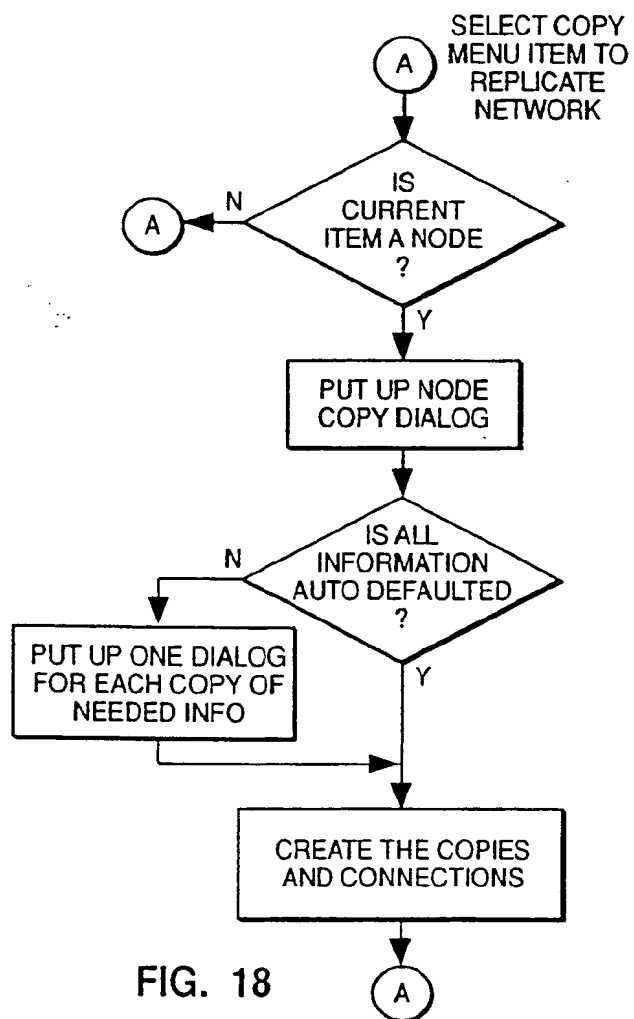 SELECT COPY
MENU ITEM TO
REPLICATE
NETWORK
A
IS
CURRENT
ITEM A NODE
?
N
A
Y
PUT UP NODE
COPY DIALOG
IS ALL
INFORMATION
AUTO DEFAULTED
?
N
PUT UP ONE DIALOG
FOR EACH COPY OF
NEEDED INFO
Y
CREATE THE COPIES
AND CONNECTIONS
A
FIG. 18